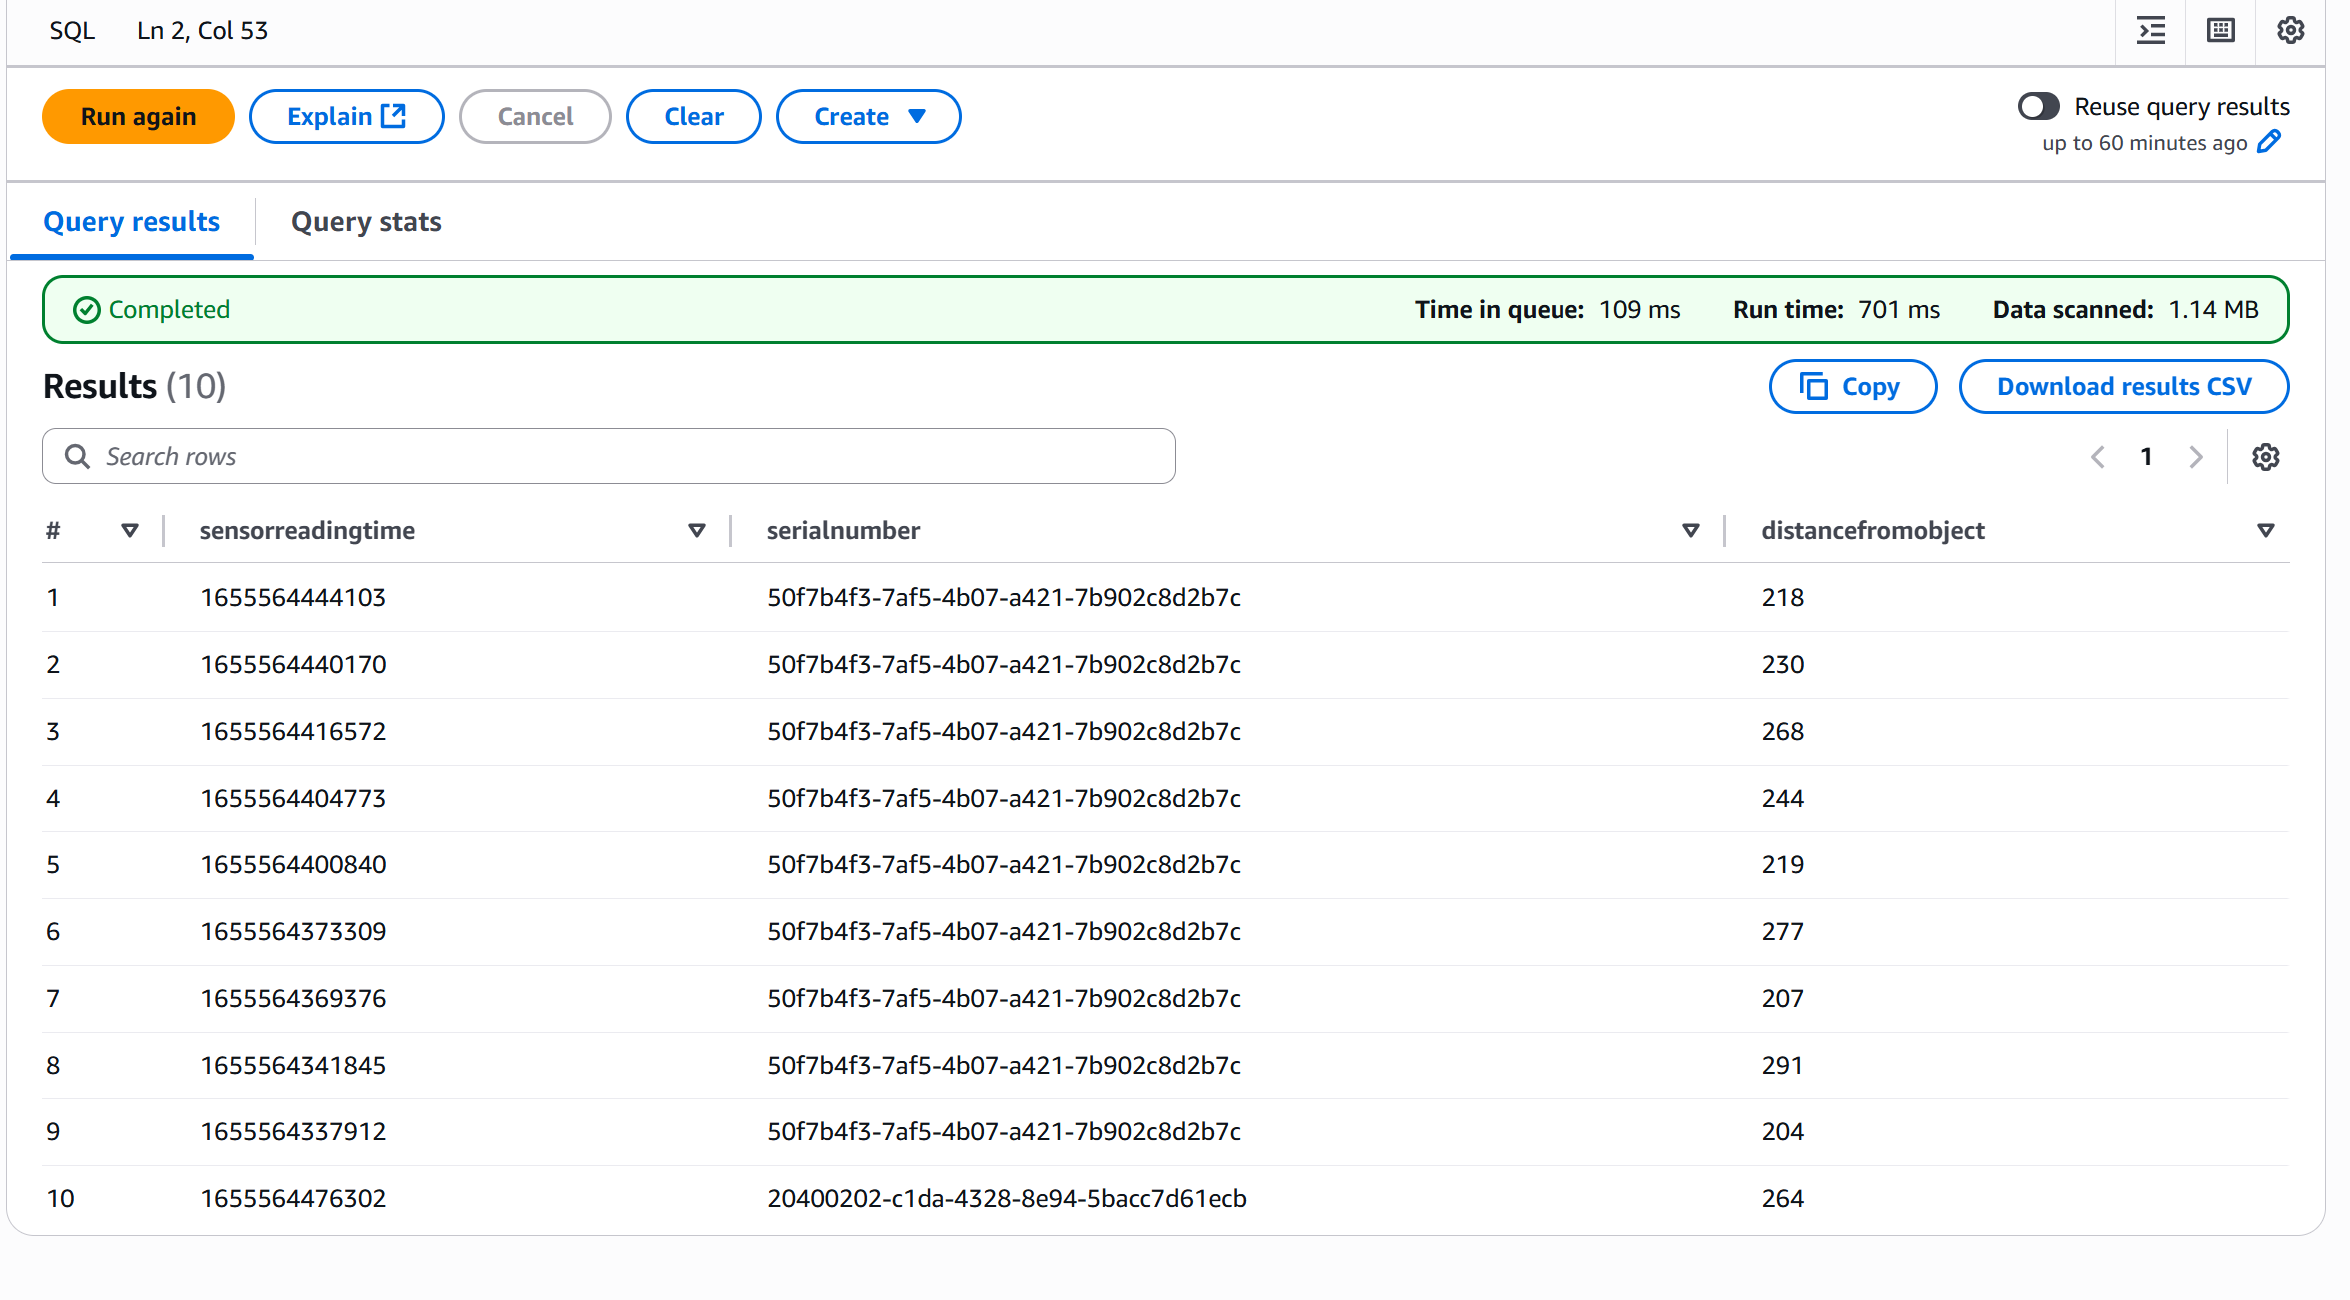 SQL Ln 2, Col 53
Run again Explain Cancel Clear Create Reuse query results
up to 60 minutes ago
Query results Query stats
Completed Time in queue: 109 ms Run time: 701 ms Data scanned: 1.14 MB
Results (10) Copy Download results CSV
Search rows 1
# sensorreadingtime serialnumber distancefromobject
1 1655564444103 50f7b4f3-7af5-4b07-a421-7b902c8d2b7c 218
2 1655564440170 50f7b4f3-7af5-4b07-a421-7b902c8d2b7c 230
3 1655564416572 50f7b4f3-7af5-4b07-a421-7b902c8d2b7c 268
4 1655564404773 50f7b4f3-7af5-4b07-a421-7b902c8d2b7c 244
5 1655564400840 50f7b4f3-7af5-4b07-a421-7b902c8d2b7c 219
6 1655564373309 50f7b4f3-7af5-4b07-a421-7b902c8d2b7c 277
7 1655564369376 50f7b4f3-7af5-4b07-a421-7b902c8d2b7c 207
8 1655564341845 50f7b4f3-7af5-4b07-a421-7b902c8d2b7c 291
9 1655564337912 50f7b4f3-7af5-4b07-a421-7b902c8d2b7c 204
10 1655564476302 20400202-c1da-4328-8e94-5bacc7d61ecb 264